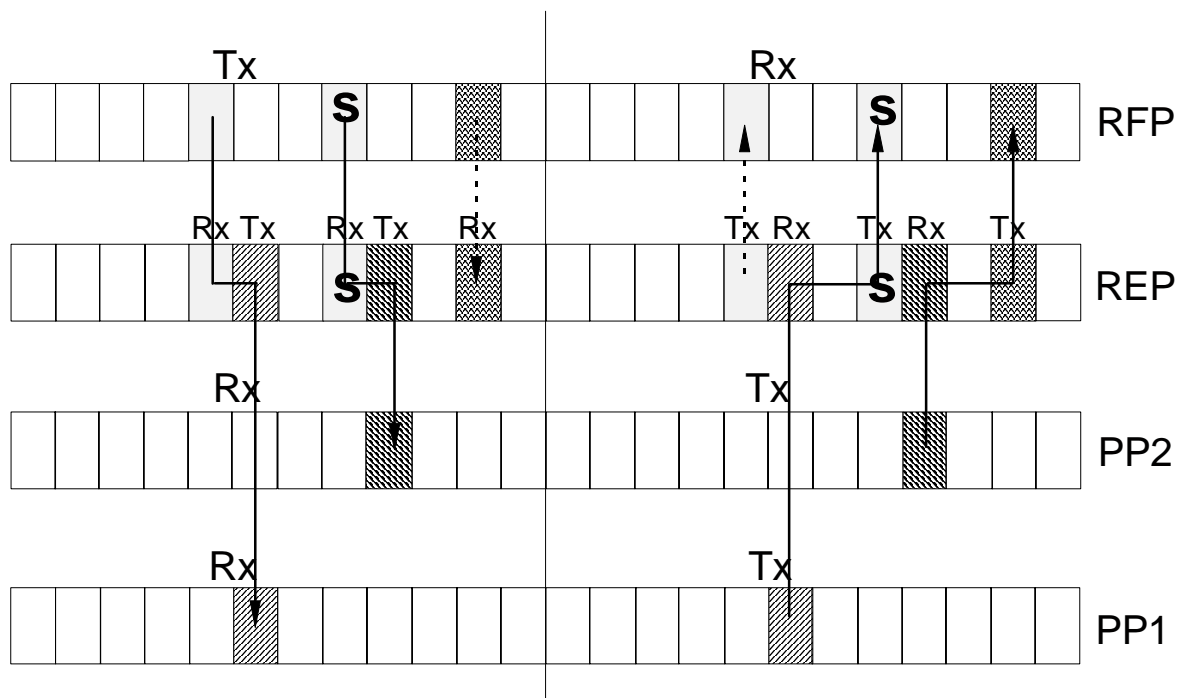 Tx Rx
S S RFP
Rx Tx Rx Tx Rx Tx Rx Tx Rx Tx
S S REP
Rx Tx
PP2
Rx Tx
PP1